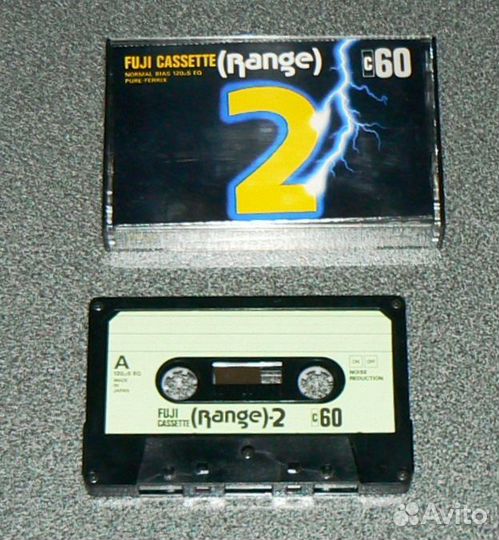 FUJI CASSETTE (Range) C60
NORMAL BIAS 120µS EQ
PURE-FERRIX
2
A
120µS EQ
MADE
IN
JAPAN
ON OFF
NOISE
REDUCTION
FUJI
CASSETTE (Range)-2 C60
Avito